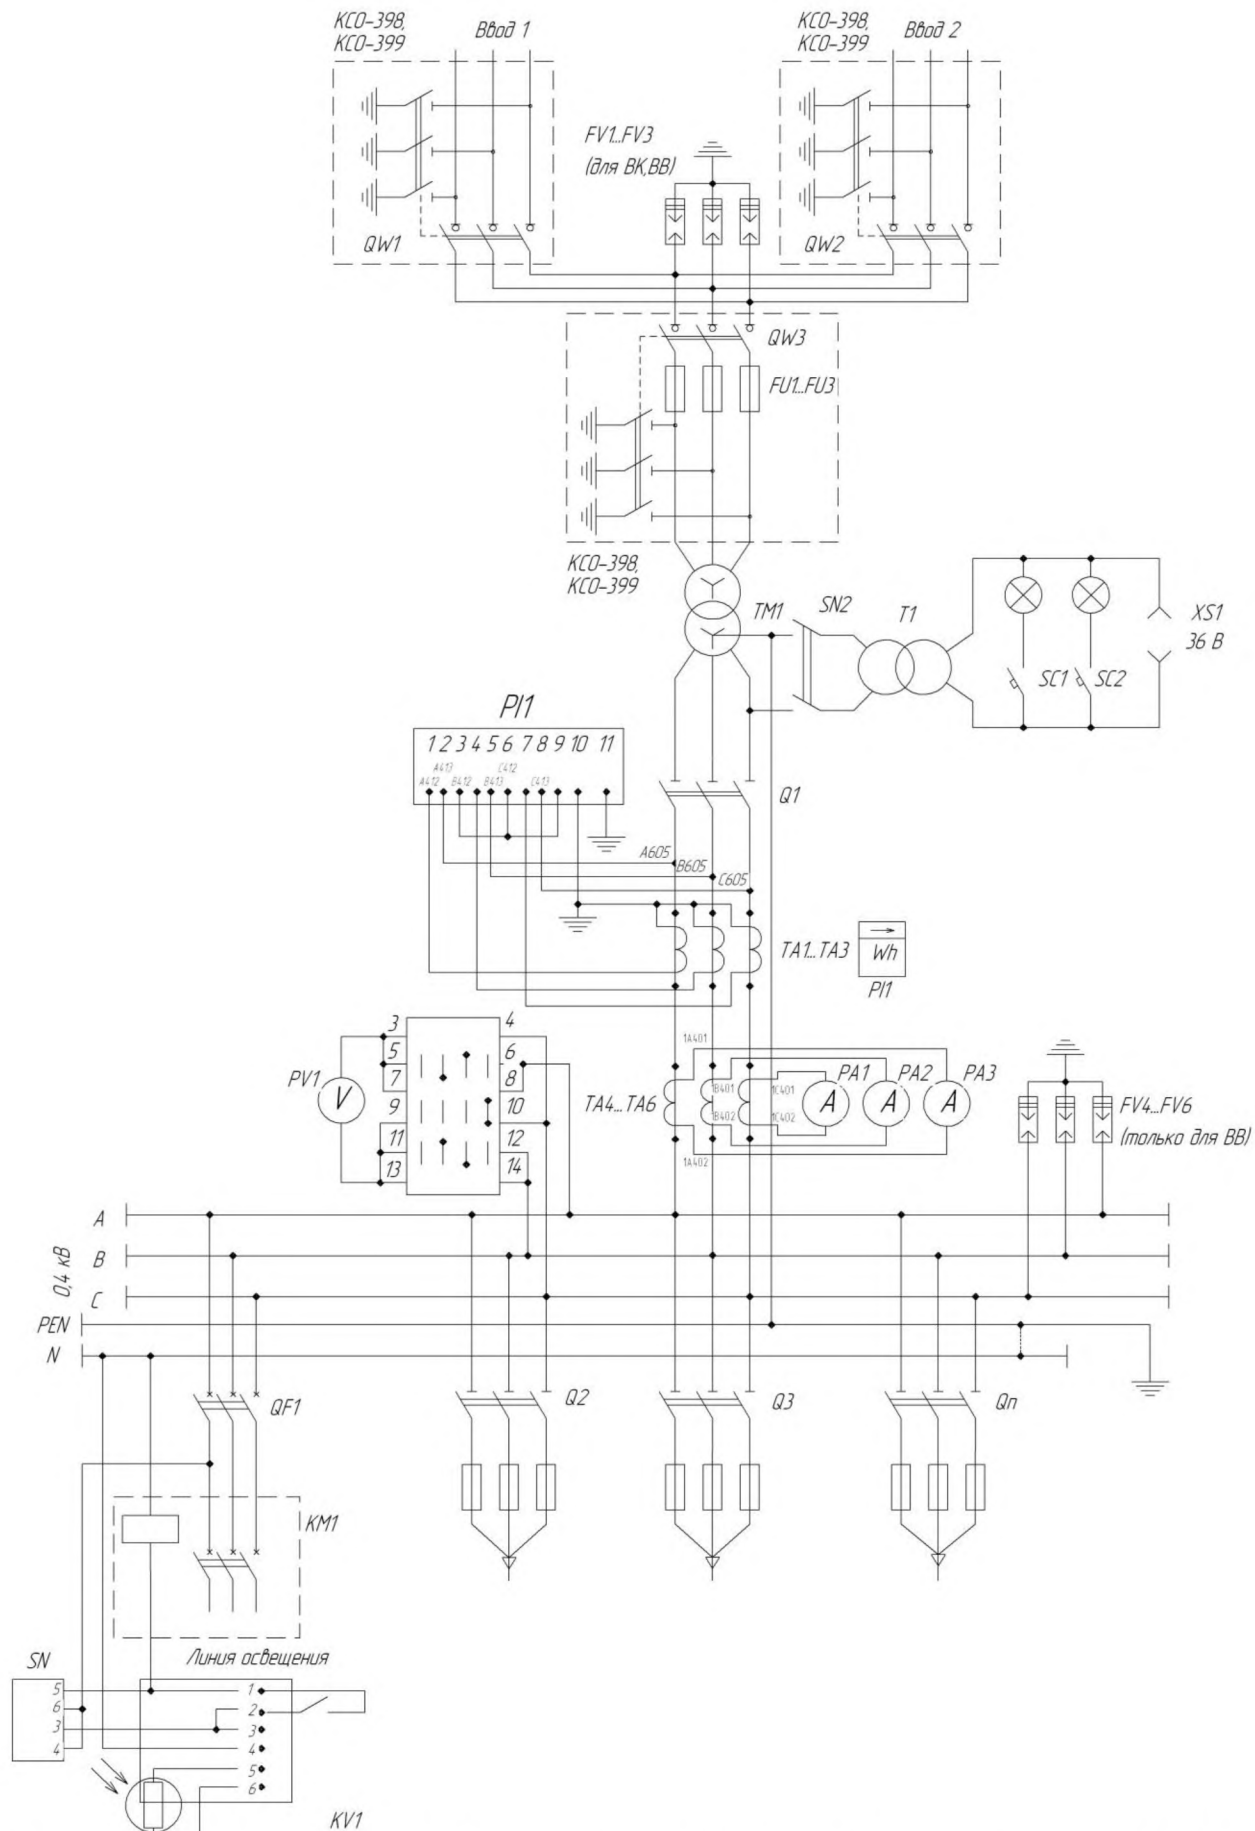 КСО-398,
КСО-399
Ввод 1
КСО-398,
КСО-399
Ввод 2
FV1...FV3
(для ВК,ВВ)
QW1
QW2
QW3
FU1...FU3
КСО-398,
КСО-399
TM1
SN2
T1
XS1
36 В
SC1
SC2
PI1
1 2 3 4 5 6 7 8 9 10 11
A413
C412
A412
B412
B413
C413
Q1
A605
B605
C605
TA1...TA3
Wh
PI1
3
4
5
6
7
8
9
10
11
12
13
14
PV1
V
1A401
TA4...TA6
1B401
1C401
1B402
1C402
1A402
PA1
PA2
PA3
A
A
A
FV4...FV6
(только для ВВ)
0,4 кВ
A
B
C
PEN
N
QF1
Q2
Q3
Qn
KM1
Линия освещения
SN
5
6
3
4
1
2
3
4
5
6
KV1